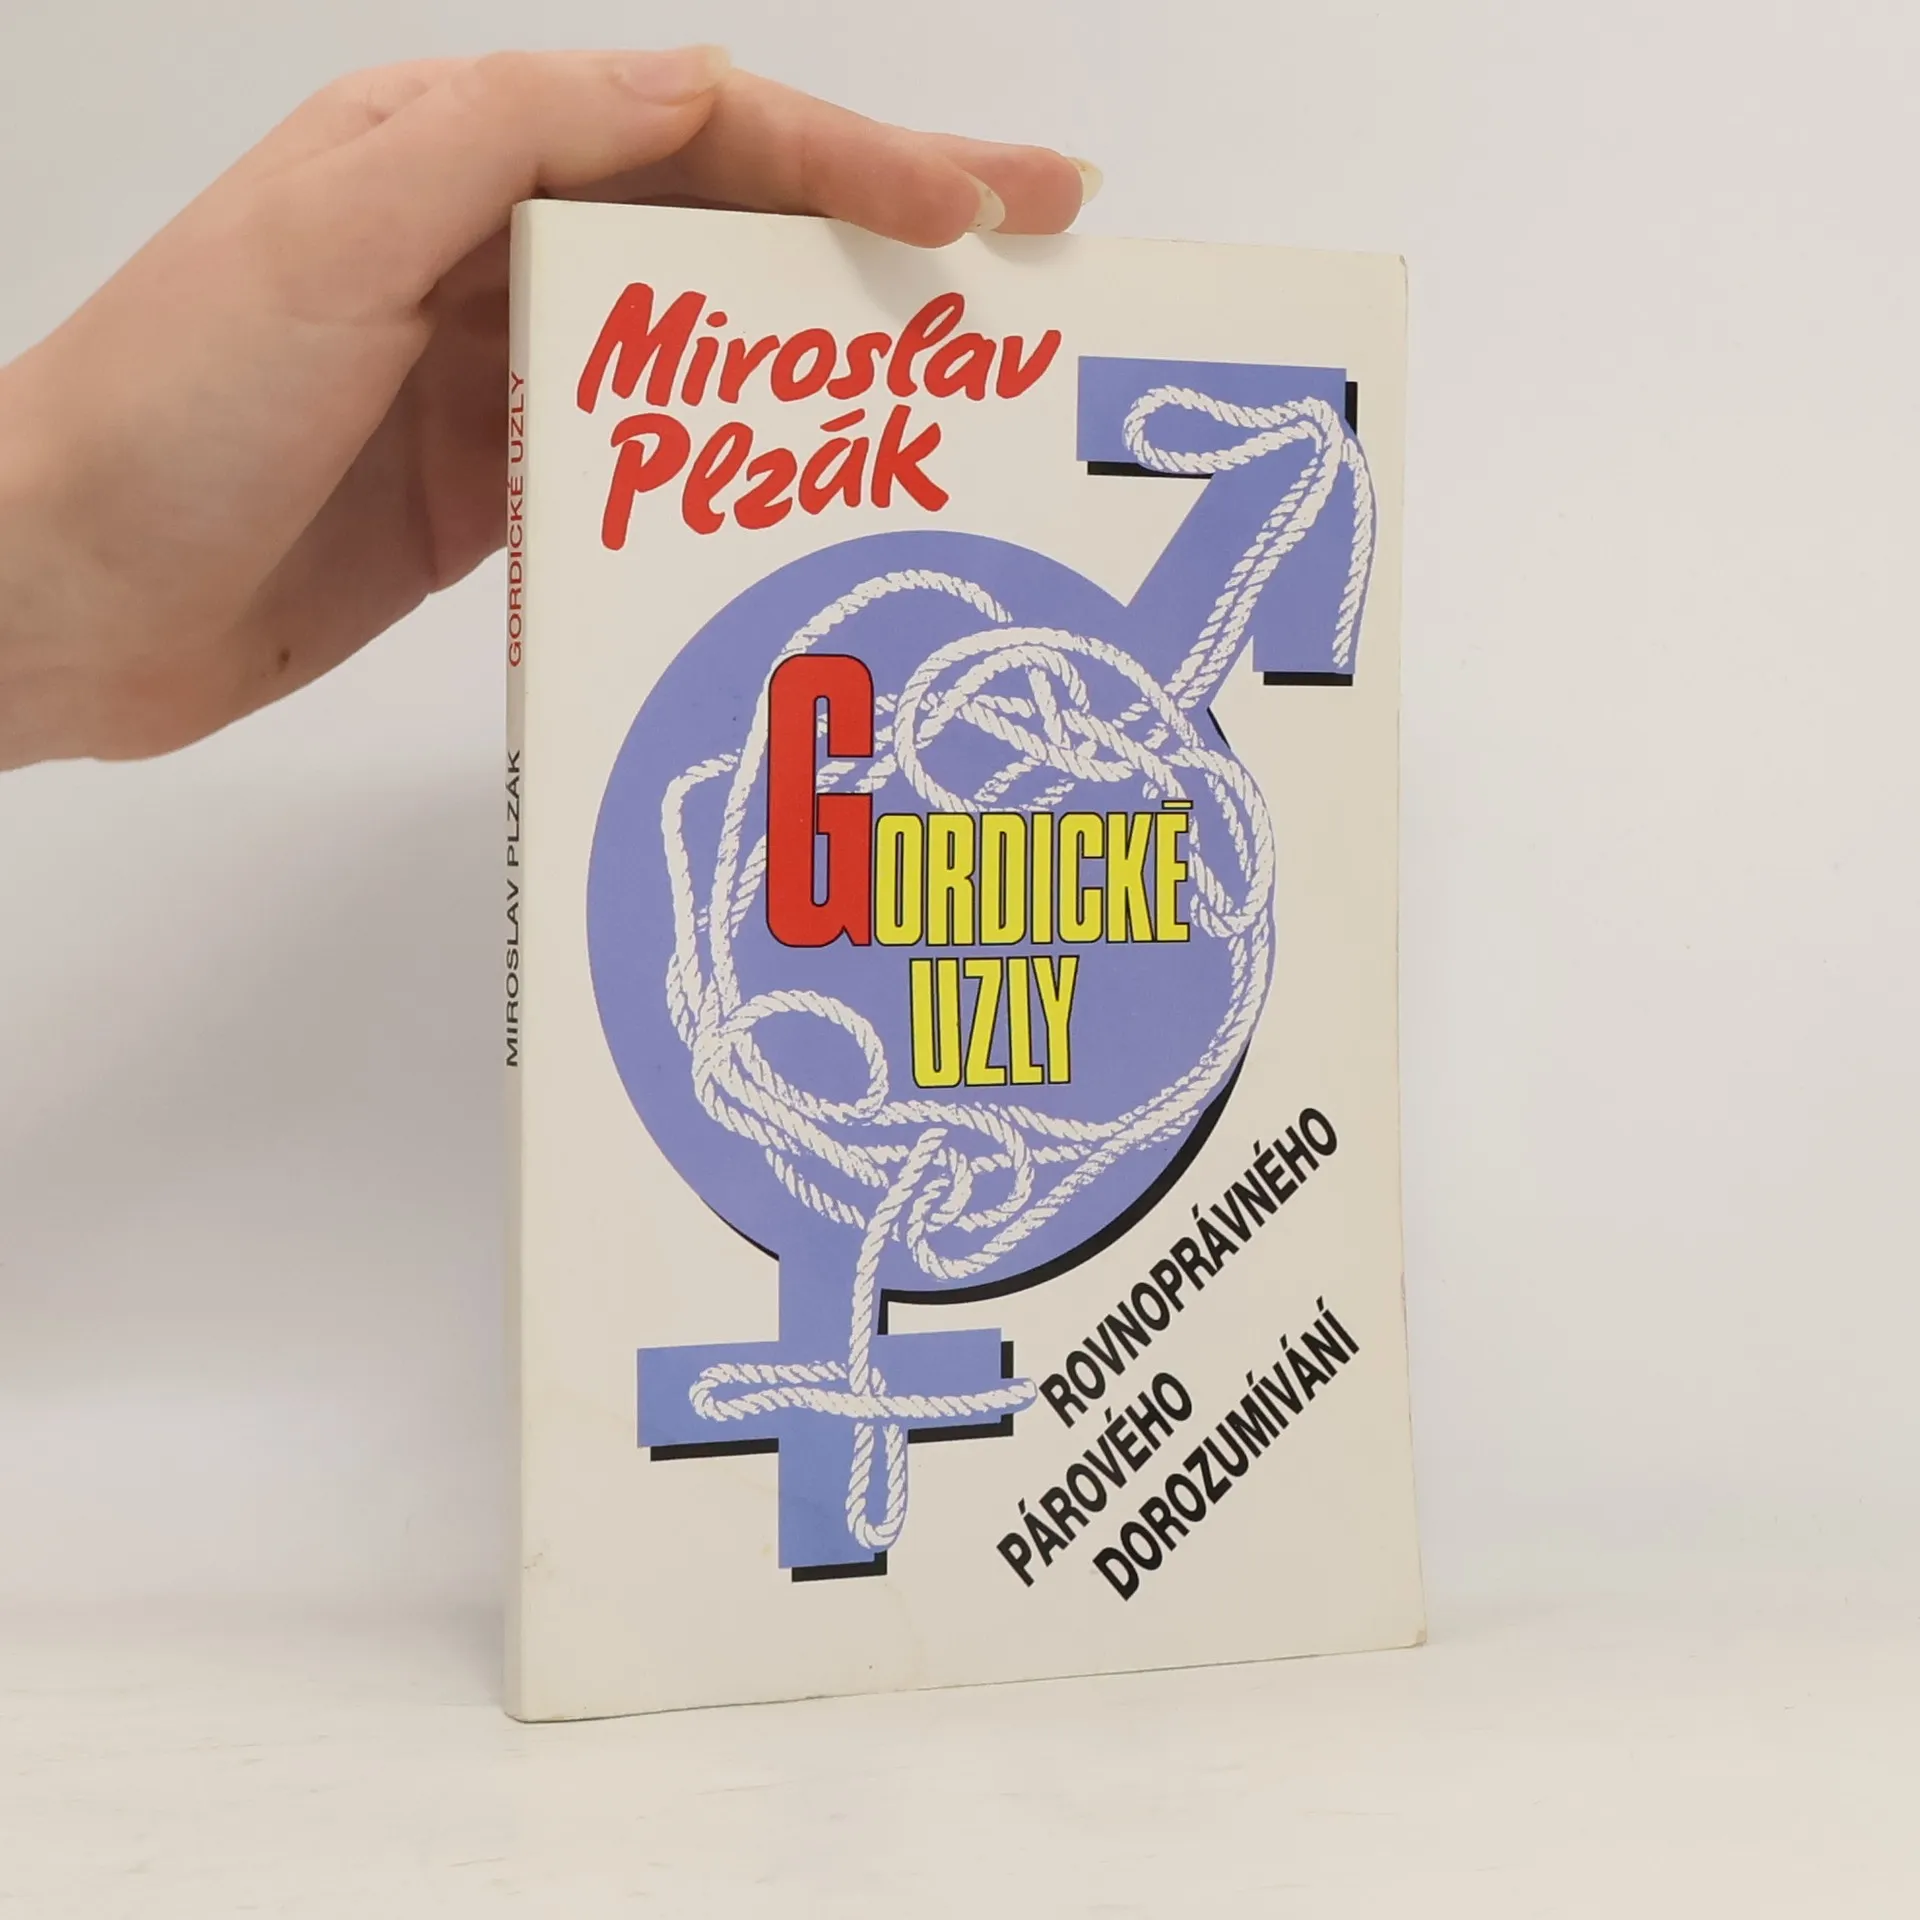 Miroslav
Plzák
GORDICKÉ
UZLY
ROVNOPRÁVNÉHO
PÁROVÉHO
DOROZUMÍVÁNÍ
MIROSLAV PLZÁK GORDICKÉ UZLY